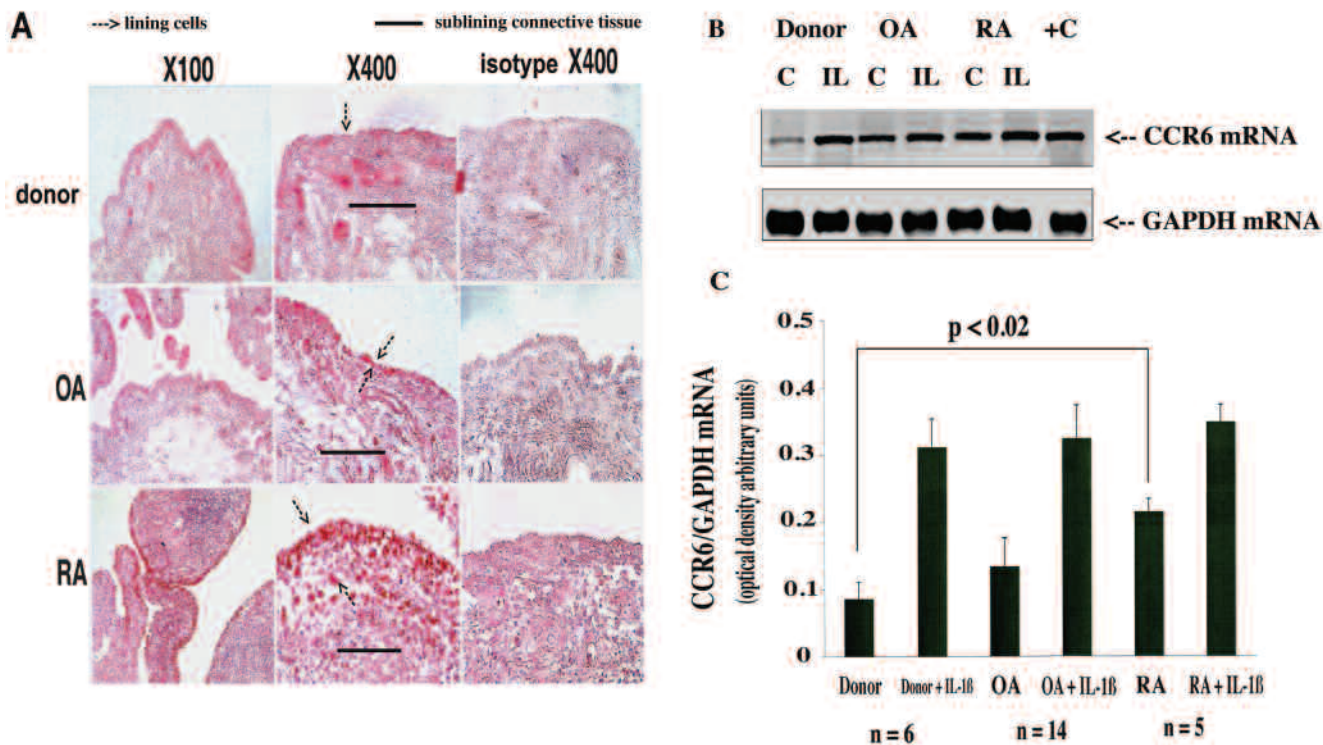 A
---> lining cells
sublining connective tissue
X100
X400
isotype X400
donor
OA
RA
B
Donor OA RA +C
C IL C IL C IL
<-- CCR6 mRNA
<-- GAPDH mRNA
C
CCR6/GAPDH mRNA
(optical density arbitrary units)
0.5
0.4
0.3
0.2
0.1
0
p < 0.02
Donor
Donor + IL-1ß
OA
OA + IL-1ß
RA
RA + IL-1ß
n = 6
n = 14
n = 5